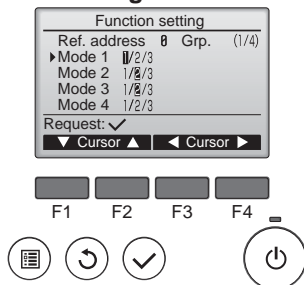 Function setting
Ref. address 0 Grp. (1/4)
Mode 1 1/2/3
Mode 2 1/2/3
Mode 3 1/2/3
Mode 4 1/2/3
Request: ✓
▼ Cursor ▲ ◀ Cursor ▶
F1 F2 F3 F4